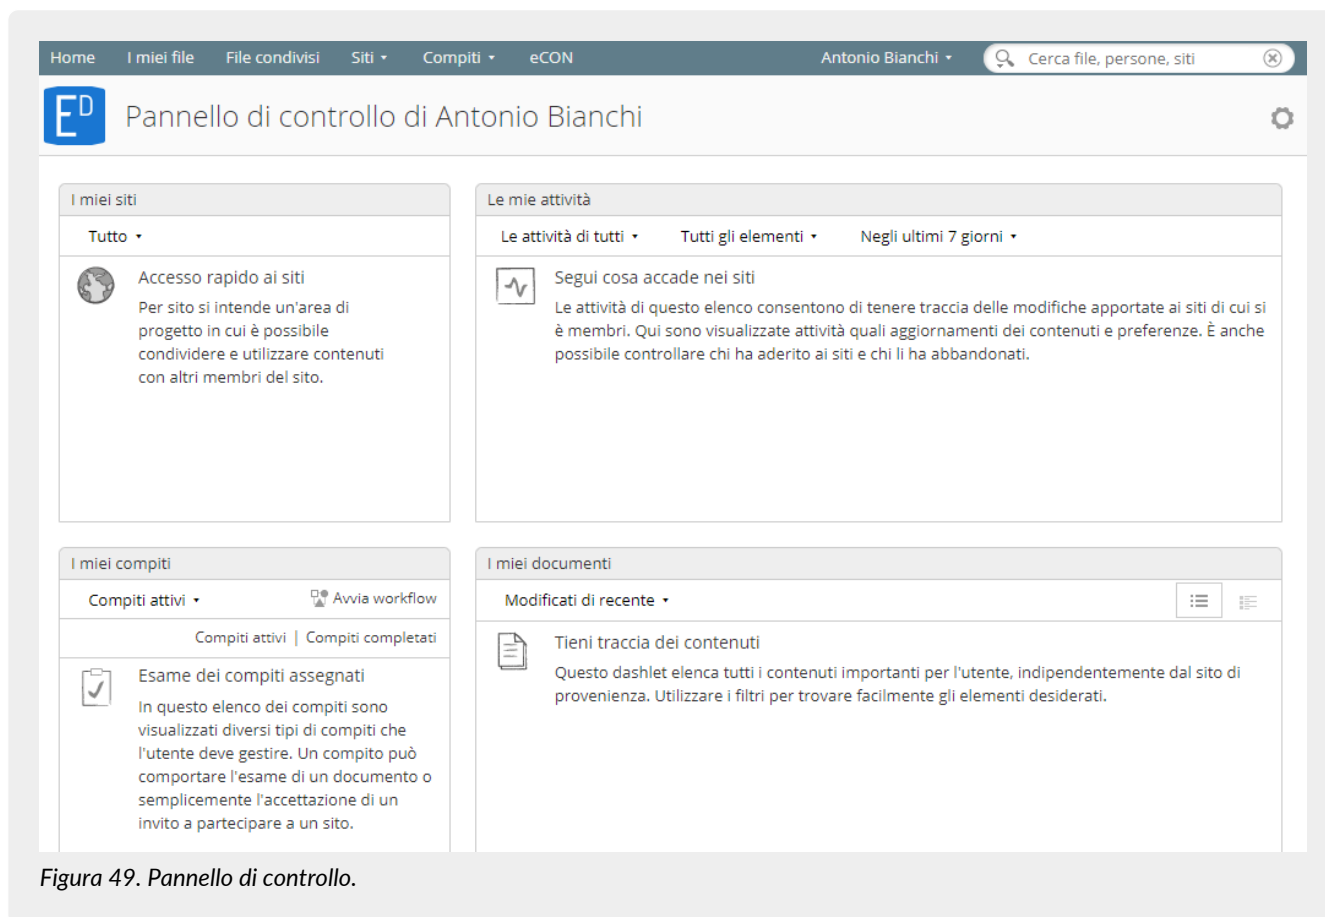 Home I miei file File condivisi Siti Compiti eCON Antonio Bianchi Cerca file, persone, siti
ED Pannello di controllo di Antonio Bianchi
I miei siti
Tutto
Accesso rapido ai siti
Per sito si intende un'area di
progetto in cui è possibile
condividere e utilizzare contenuti
con altri membri del sito.
Le mie attività
Le attività di tutti Tutti gli elementi Negli ultimi 7 giorni
Segui cosa accade nei siti
Le attività di questo elenco consentono di tenere traccia delle modifiche apportate ai siti di cui si
è membri. Qui sono visualizzate attività quali aggiornamenti dei contenuti e preferenze. È anche
possibile controllare chi ha aderito ai siti e chi li ha abbandonati.
I miei compiti
Compiti attivi Avvia workflow
Compiti attivi | Compiti completati
Esame dei compiti assegnati
In questo elenco dei compiti sono
visualizzati diversi tipi di compiti che
l'utente deve gestire. Un compito può
comportare l'esame di un documento o
semplicemente l'accettazione di un
invito a partecipare a un sito.
I miei documenti
Modificati di recente
Tieni traccia dei contenuti
Questo dashlet elenca tutti i contenuti importanti per l'utente, indipendentemente dal sito di
provenienza. Utilizzare i filtri per trovare facilmente gli elementi desiderati.
Figura 49. Pannello di controllo.